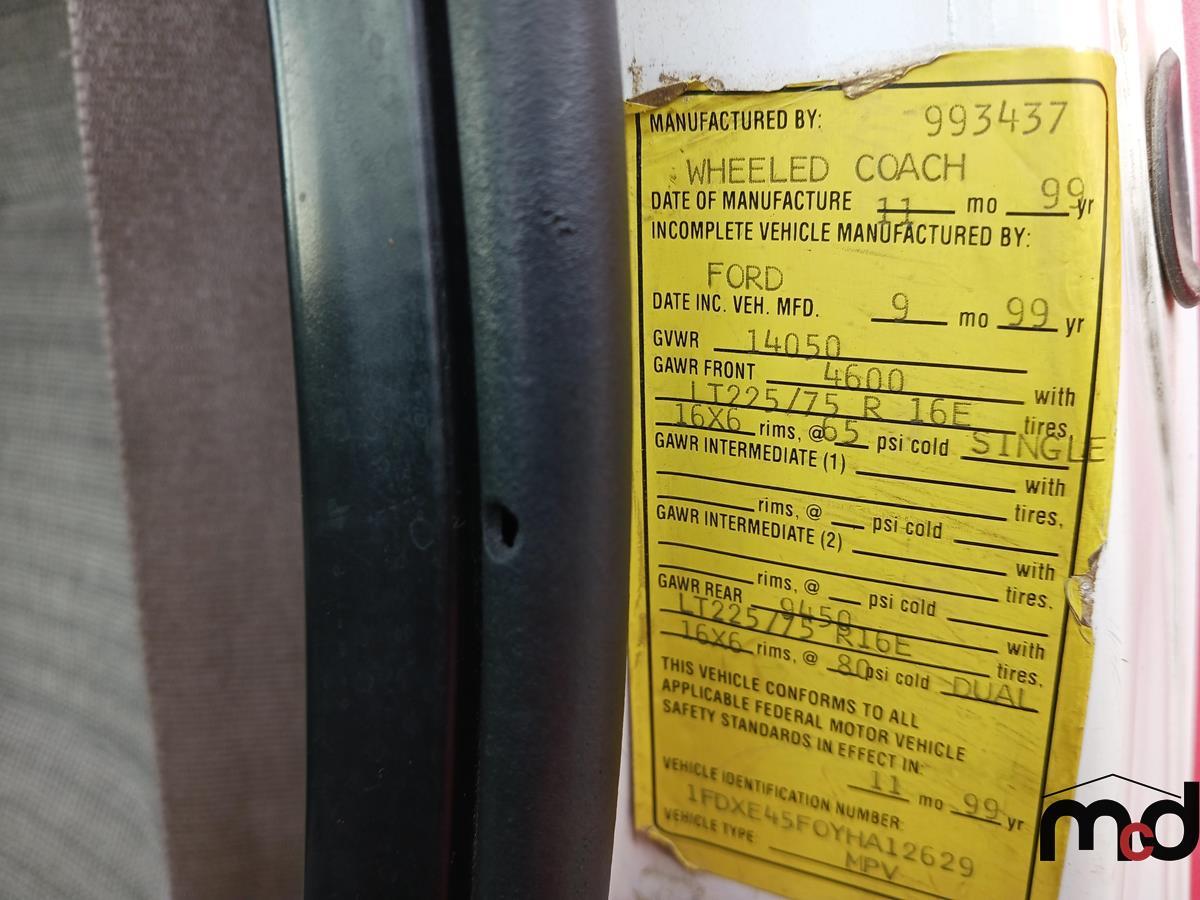 MANUFACTURED BY: 993437
WHEELED COACH
DATE OF MANUFACTURE 11 mo 99 yr
INCOMPLETE VEHICLE MANUFACTURED BY:
FORD
DATE INC. VEH. MFD. 9 mo 99 yr
GVWR 14050
GAWR FRONT 4600 with
LT225/75 R 16E tires,
16X6 rims, @ 65 psi cold SINGLE
GAWR INTERMEDIATE (1) with
tires,
rims, @ psi cold
GAWR INTERMEDIATE (2) with
tires.
rims, @ psi cold
GAWR REAR 9450 with
LT225/75 R16E tires.
16X6 rims, @ 80 psi cold DUAL
THIS VEHICLE CONFORMS TO ALL
APPLICABLE FEDERAL MOTOR VEHICLE
SAFETY STANDARDS IN EFFECT IN:
11 mo 99 yr
VEHICLE IDENTIFICATION NUMBER:
1FDXE45F0YHA12629
VEHICLE TYPE MPV
mcd